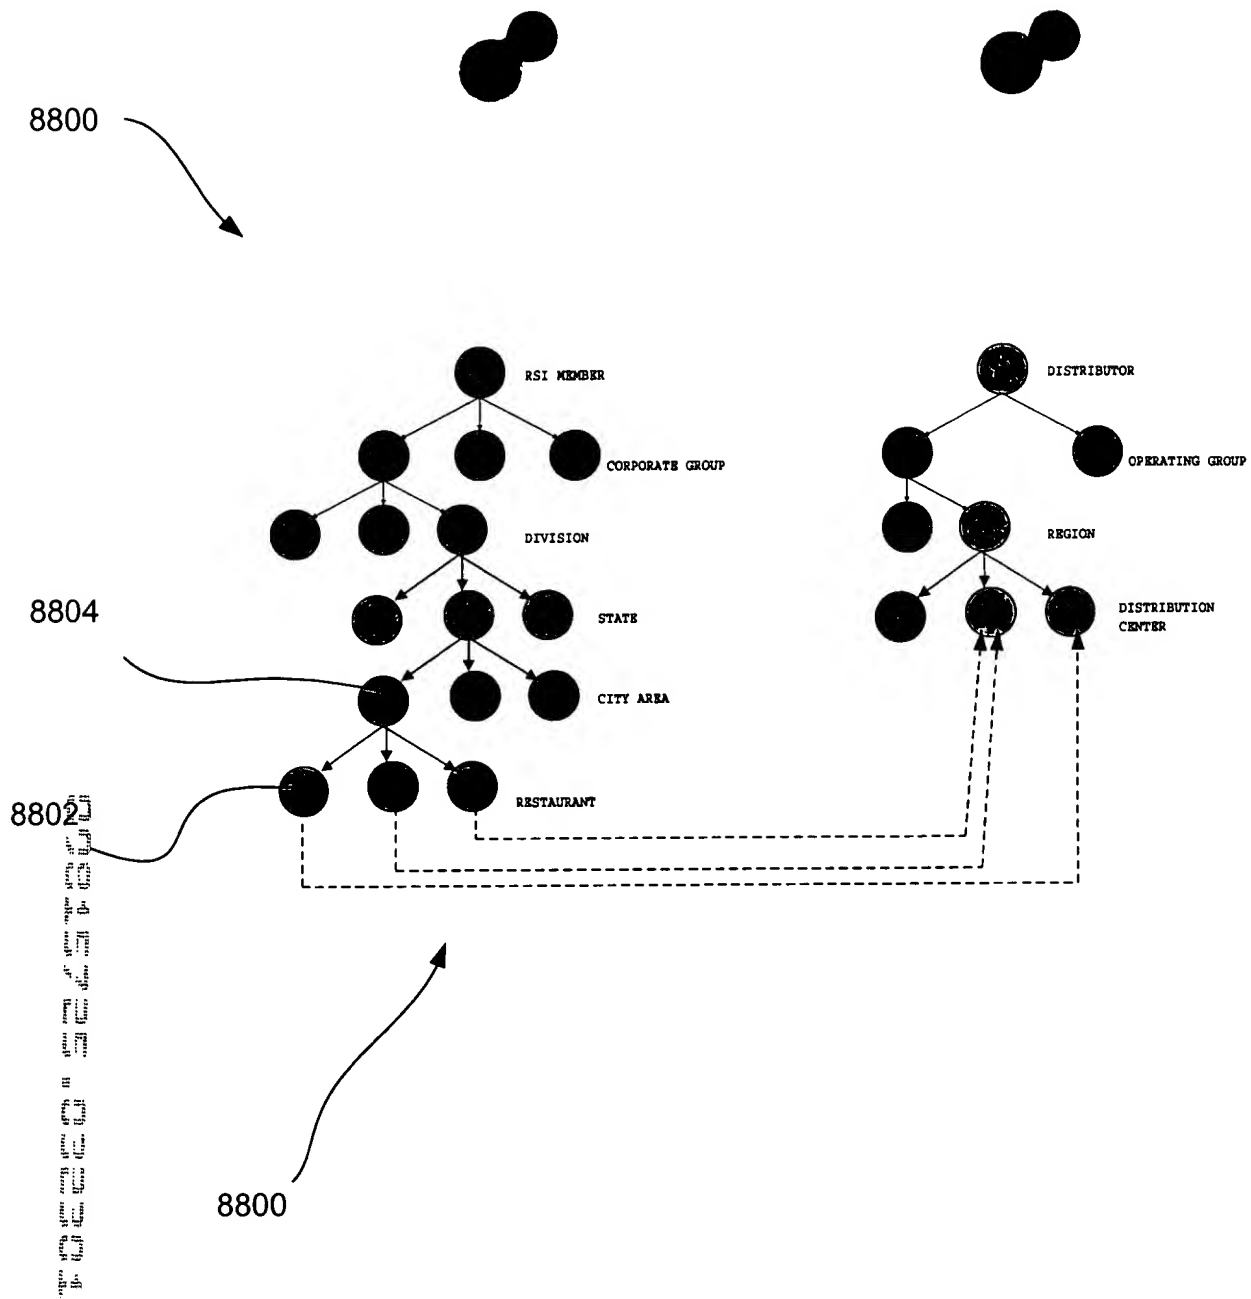 8800
RSI MEMBER
DISTRIBUTOR
CORPORATE GROUP
OPERATING GROUP
DIVISION
REGION
8804
STATE
DISTRIBUTION
CENTER
CITY AREA
8802
RESTAURANT
8800